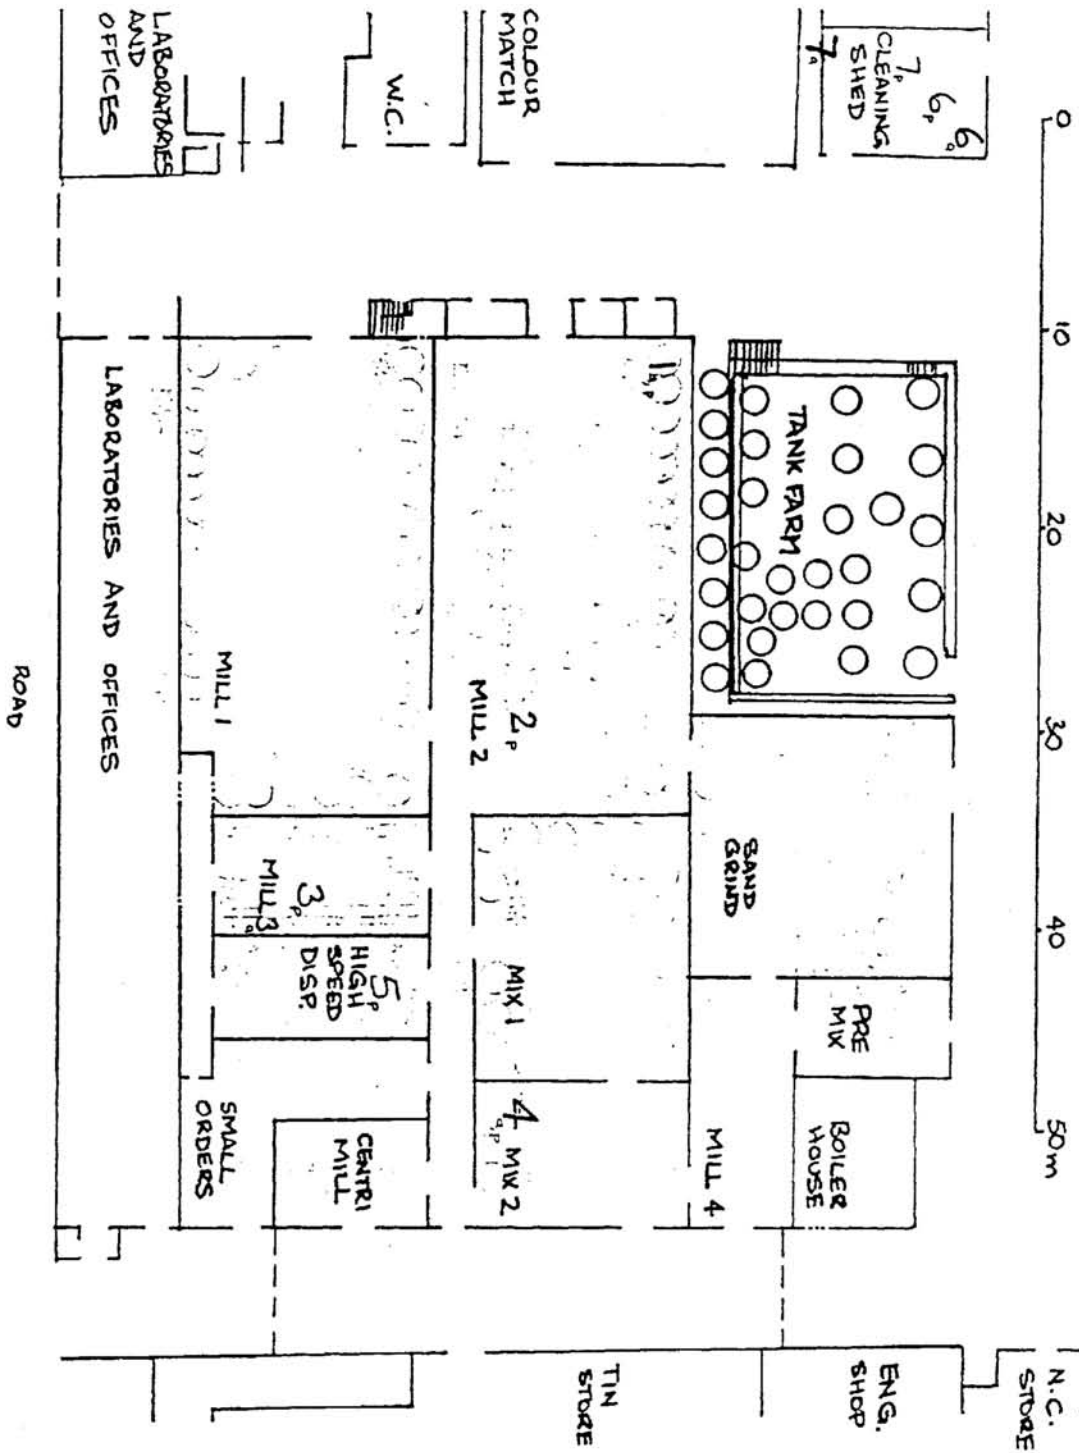 LABORATORIES
AND
OFFICES
W.C.
COLOUR
MATCH
CLEANING
SHED
7p
7a
6p
6a
0
10
20
30
40
50m
TANK FARM
1a,p
LABORATORIES AND OFFICES
MILL 1
MILL 2
2p
ROAD
MILL 3
3p
a
HIGH
SPEED
DISP.
5p
MIX 1
SAND
GRIND
PRE
MIX
SMALL
ORDERS
CENTRI
MILL
4a,p
MIX 2
MILL 4
BOILER
HOUSE
TIN
STORE
ENG.
SHOP
N.C.
STORE